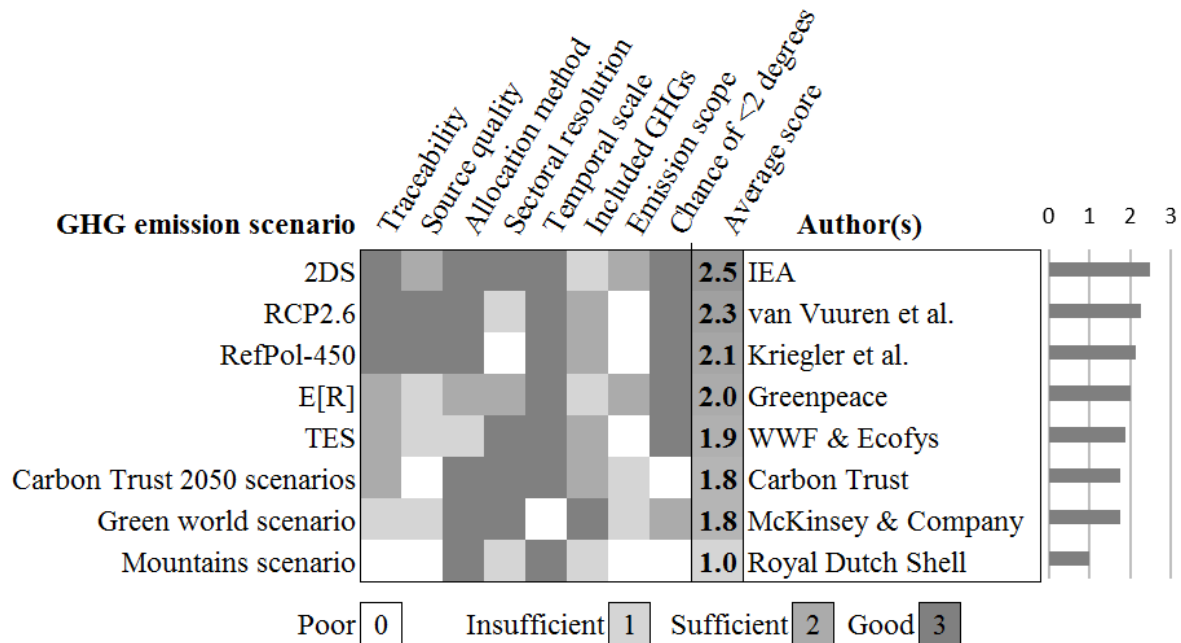 Traceability
Source quality
Allocation method
Sectoral resolution
Temporal scale
Included GHGs
Emission scope
Chance of <2 degrees
Average score
GHG emission scenario Author(s) 0 1 2 3
2DS 2.5 IEA
RCP2.6 2.3 van Vuuren et al.
RefPol-450 2.1 Kriegler et al.
E[R] 2.0 Greenpeace
TES 1.9 WWF & Ecofys
Carbon Trust 2050 scenarios 1.8 Carbon Trust
Green world scenario 1.8 McKinsey & Company
Mountains scenario 1.0 Royal Dutch Shell
Poor 0 Insufficient 1 Sufficient 2 Good 3